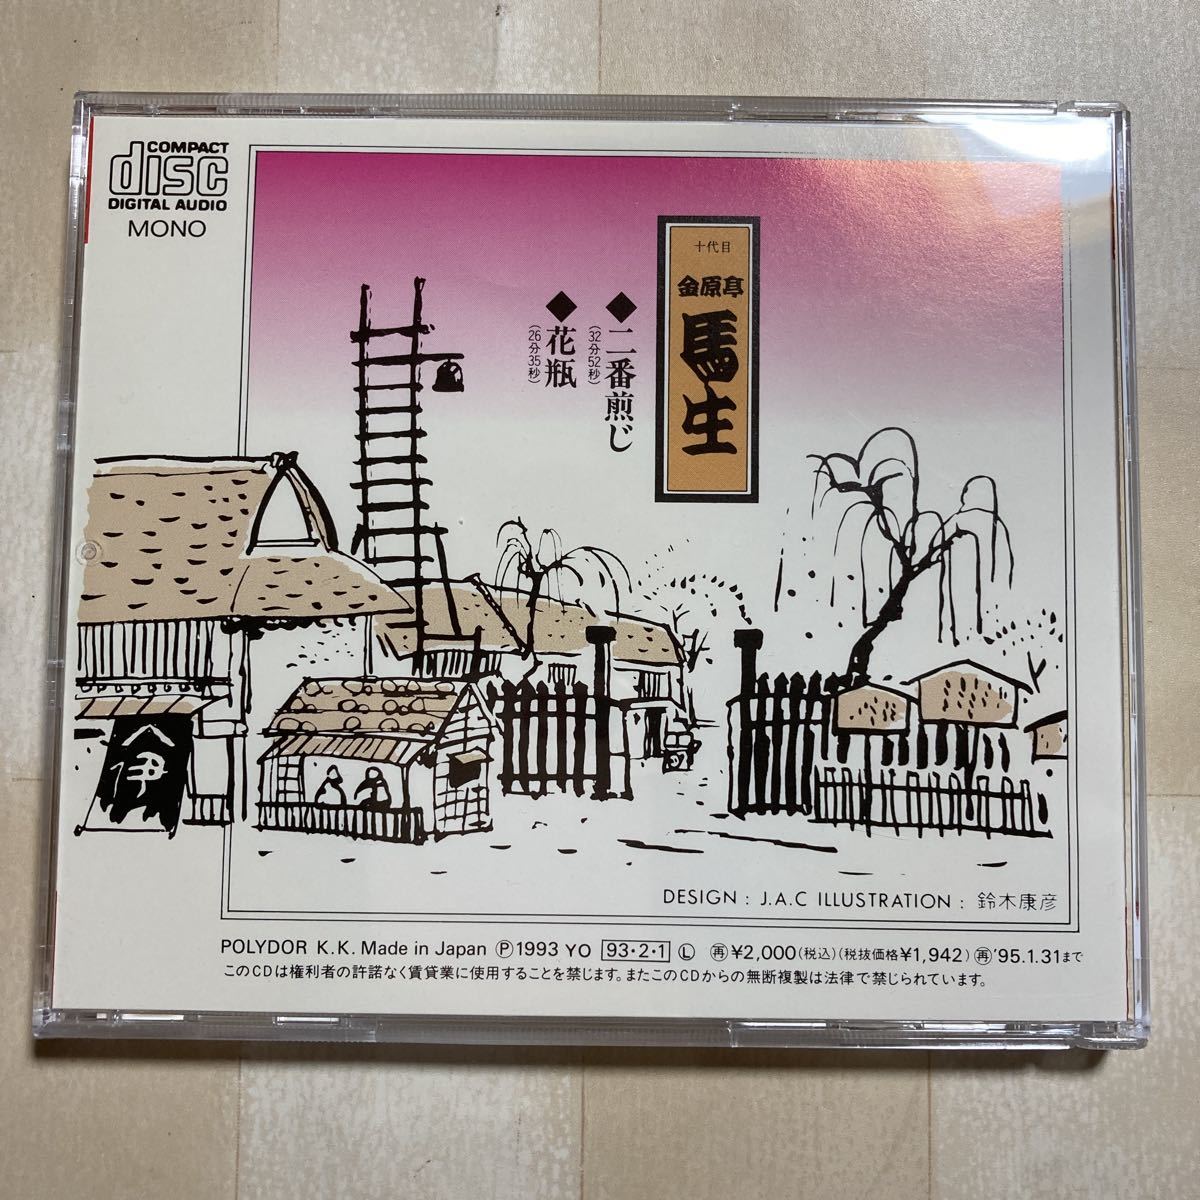 COMPACT
disc
DIGITAL AUDIO
MONO
十代目
金原亭
馬生
◆二番煎じ
(32分52秒)
◆花瓶
(26分35秒)
伊
DESIGN : J.A.C ILLUSTRATION : 鈴木康彦
POLYDOR K.K. Made in Japan Ⓟ1993 YO 93・2・1 Ⓛ ㊞¥2,000(税込)(税抜価格¥1,942)㊞'95.1.31まで
このCDは権利者の許諾なく賃貸業に使用することを禁じます。またこのCDからの無断複製は法律で禁じられています。